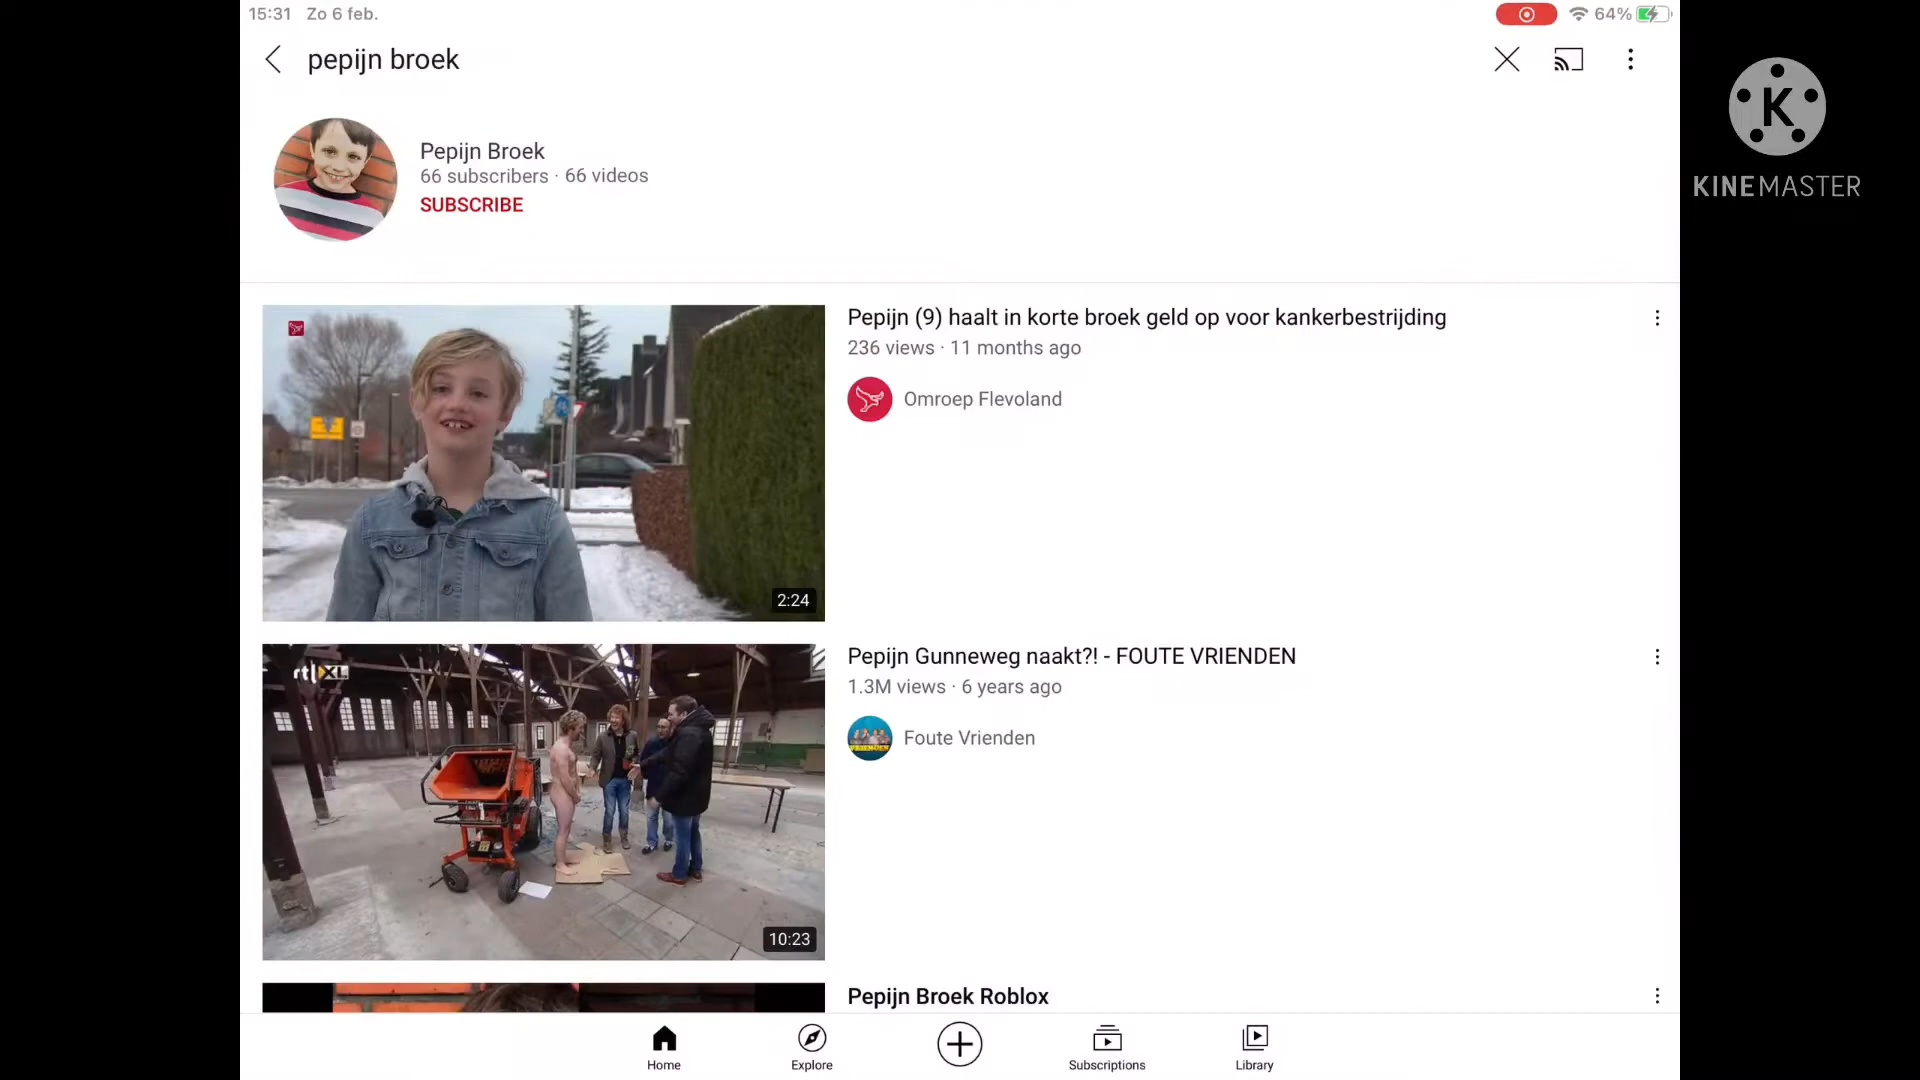 15:31 Zo 6 feb.
64%
pepijn broek
K
KINEMASTER
Pepijn Broek
66 subscribers · 66 videos
SUBSCRIBE
Pepijn (9) haalt in korte broek geld op voor kankerbestrijding
236 views · 11 months ago
Omroep Flevoland
2:24
rtl XL
Pepijn Gunneweg naakt?! - FOUTE VRIENDEN
1.3M views · 6 years ago
VRIENDEN
Foute Vrienden
10:23
Pepijn Broek Roblox
Home
Explore
Subscriptions
Library